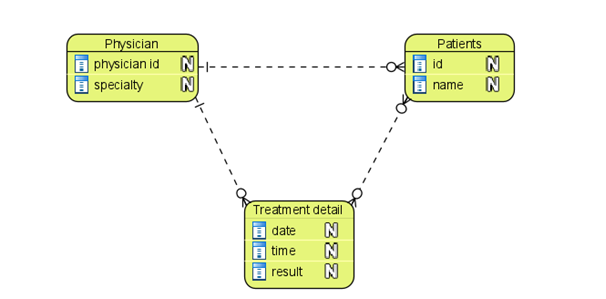 Physician
physician id N
specialty N
Patients
id N
name N
Treatment detail
date N
time N
result N